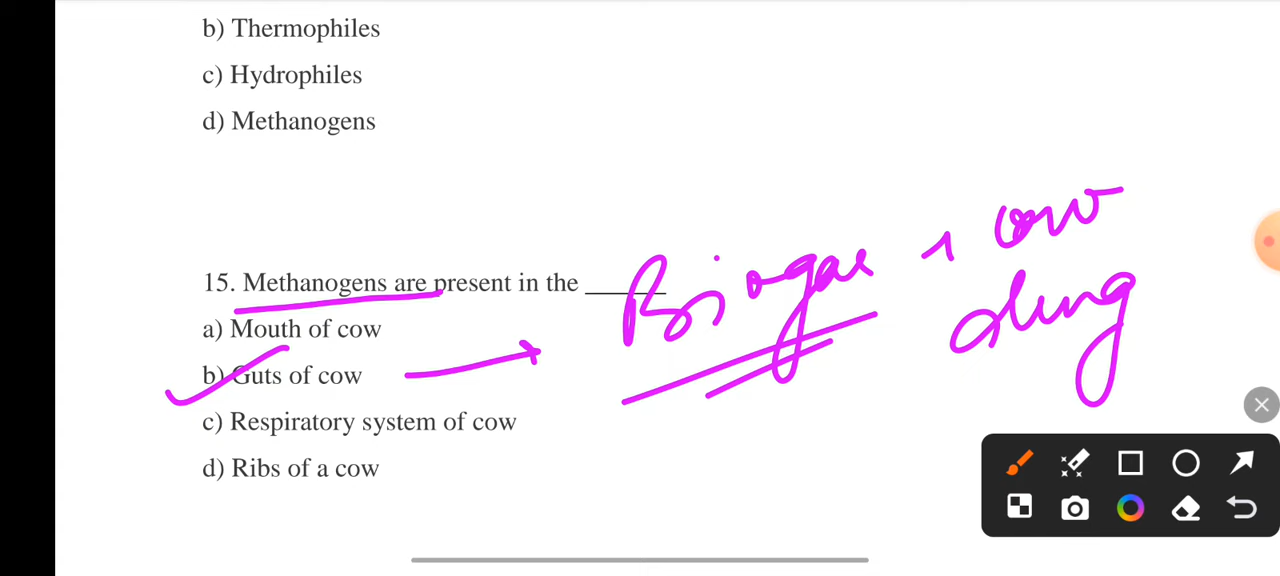 b) Thermophiles
c) Hydrophiles
d) Methanogens
15. Methanogens are present in the ______
a) Mouth of cow
b) Guts of cow
c) Respiratory system of cow
d) Ribs of a cow
Biogas
cow
dung